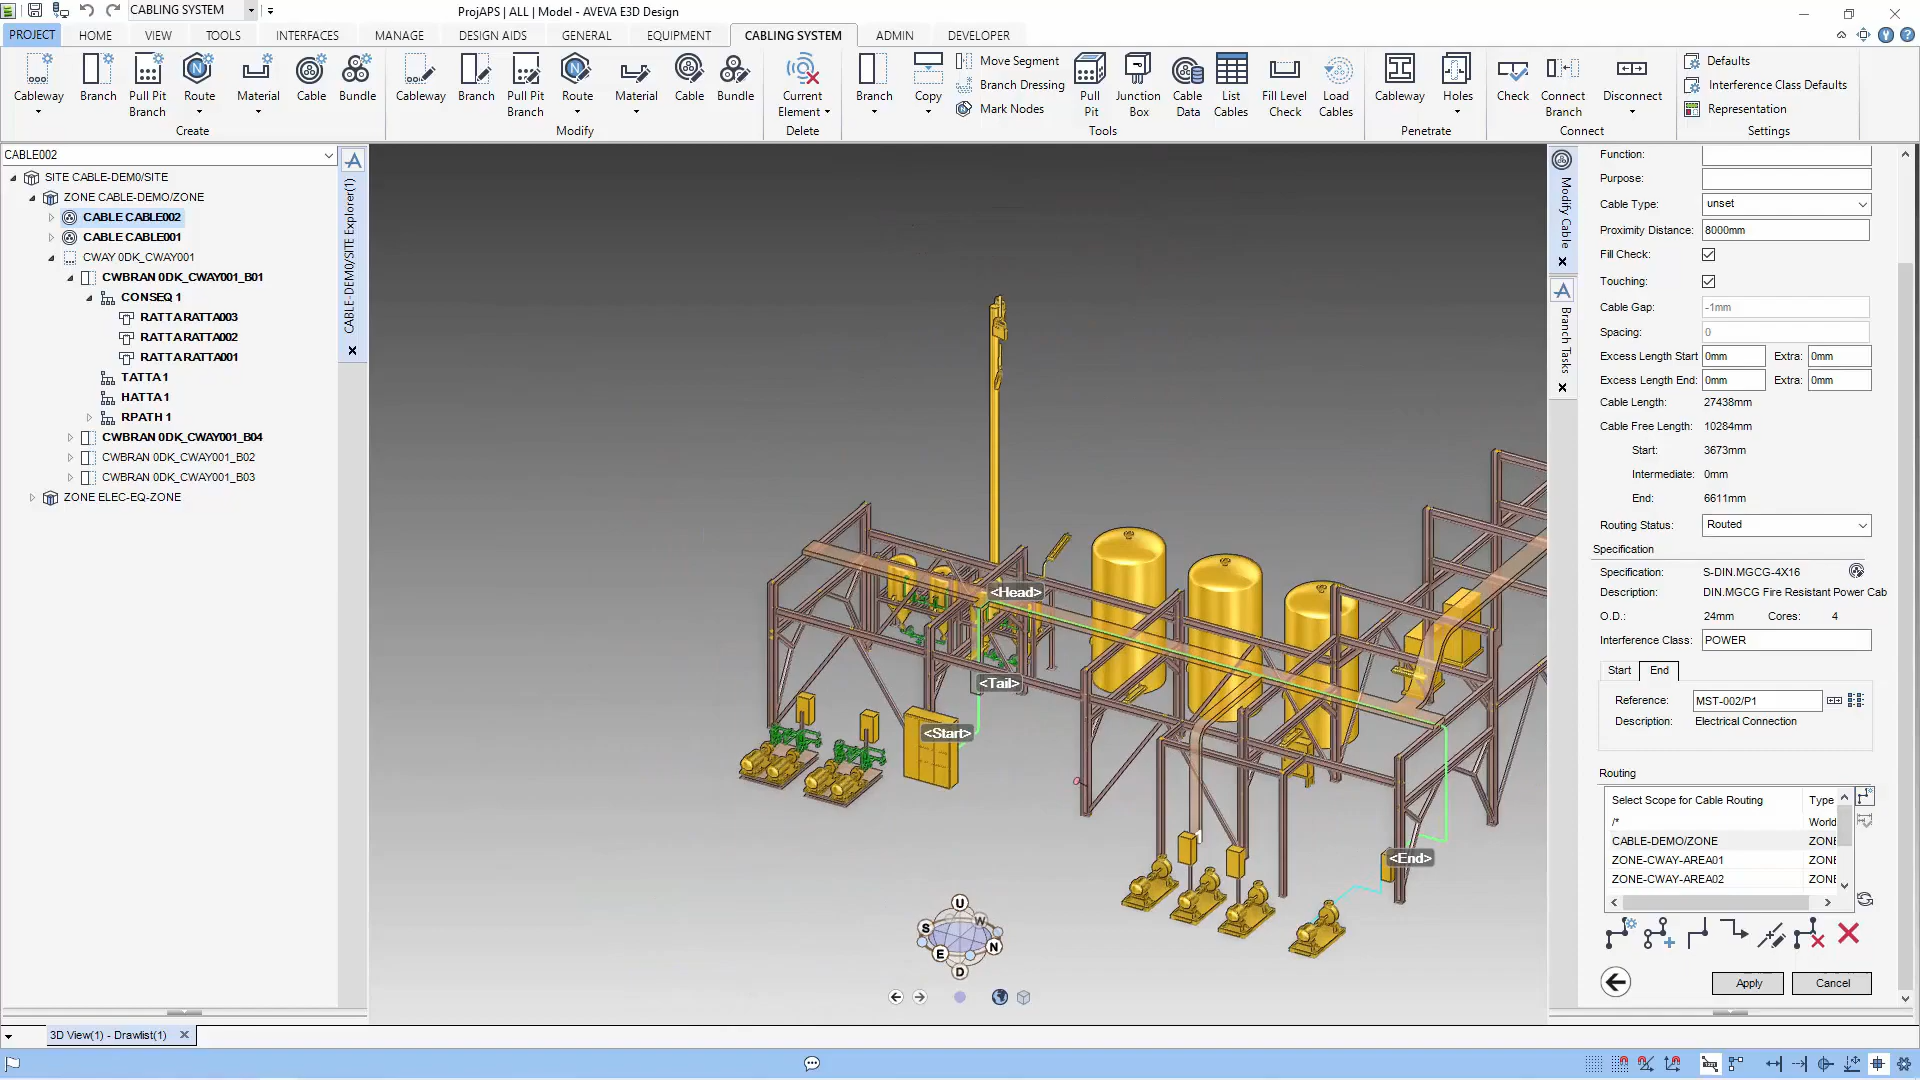 CABLING SYSTEM
ProjAPS | ALL | Model - AVEVA E3D Design
PROJECT HOME VIEW TOOLS INTERFACES MANAGE DESIGN AIDS GENERAL EQUIPMENT CABLING SYSTEM ADMIN DEVELOPER
Cableway Branch Pull Pit Branch Route Material Cable Bundle
Create
Cableway Branch Pull Pit Branch Route Material Cable Bundle
Modify
Current Element
Delete
Branch Copy Move Segment
Branch Dressing
Mark Nodes
Pull Pit Junction Box Cable Data List Cables Fill Level Check Load Cables
Tools
Cableway Holes
Penetrate
Check Connect Branch Disconnect
Connect
Defaults
Interference Class Defaults
Representation
Settings
CABLE002
SITE CABLE-DEM0/SITE
ZONE CABLE-DEMO/ZONE
CABLE CABLE002
CABLE CABLE001
CWAY 0DK_CWAY001
CWBRAN 0DK_CWAY001_B01
CONSEQ 1
RATTA RATTA003
RATTA RATTA002
RATTA RATTA001
TATTA 1
HATTA 1
RPATH 1
CWBRAN 0DK_CWAY001_B04
CWBRAN 0DK_CWAY001_B02
CWBRAN 0DK_CWAY001_B03
ZONE ELEC-EQ-ZONE
CABLE-DEM0/SITE Explorer(1)
<Head>
<Tail>
<Start>
<End>
U
S W
E N
D
Modify Cable
Branch Tasks
Function:
Purpose:
Cable Type: unset
Proximity Distance: 8000mm
Fill Check:
Touching:
Cable Gap: -1mm
Spacing: 0
Excess Length Start 0mm Extra: 0mm
Excess Length End: 0mm Extra: 0mm
Cable Length: 27438mm
Cable Free Length: 10284mm
Start: 3673mm
Intermediate: 0mm
End: 6611mm
Routing Status: Routed
Specification
Specification: S-DIN.MGCG-4X16
Description: DIN.MGCG Fire Resistant Power Cab
O.D.: 24mm Cores: 4
Interference Class: POWER
Start End
Reference: MST-002/P1
Description: Electrical Connection
Routing
Select Scope for Cable Routing Type
/* World
CABLE-DEMO/ZONE ZONE
ZONE-CWAY-AREA01 ZONE
ZONE-CWAY-AREA02 ZONE
Apply Cancel
3D View(1) - Drawlist(1)